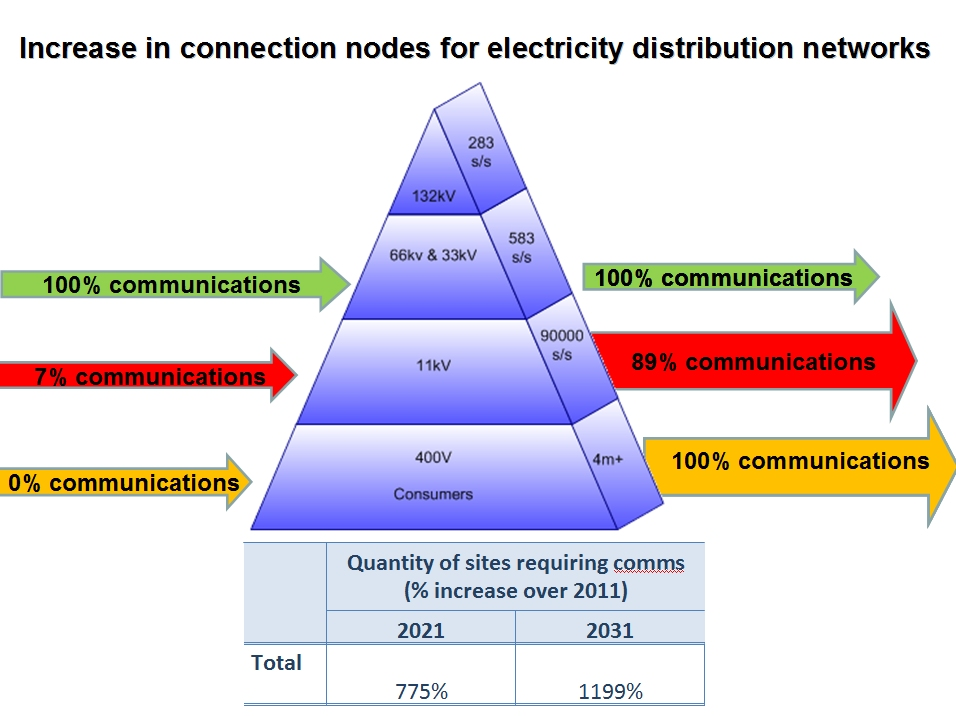 Increase in connection nodes for electricity distribution networks
283
s/s
132kV
583
s/s
66kv & 33kV
100% communications
100% communications
90000
s/s
11kV
7% communications
89% communications
400V
4m+
Consumers
0% communications
100% communications
Quantity of sites requiring comms
(% increase over 2011)
2021 2031
Total
775% 1199%